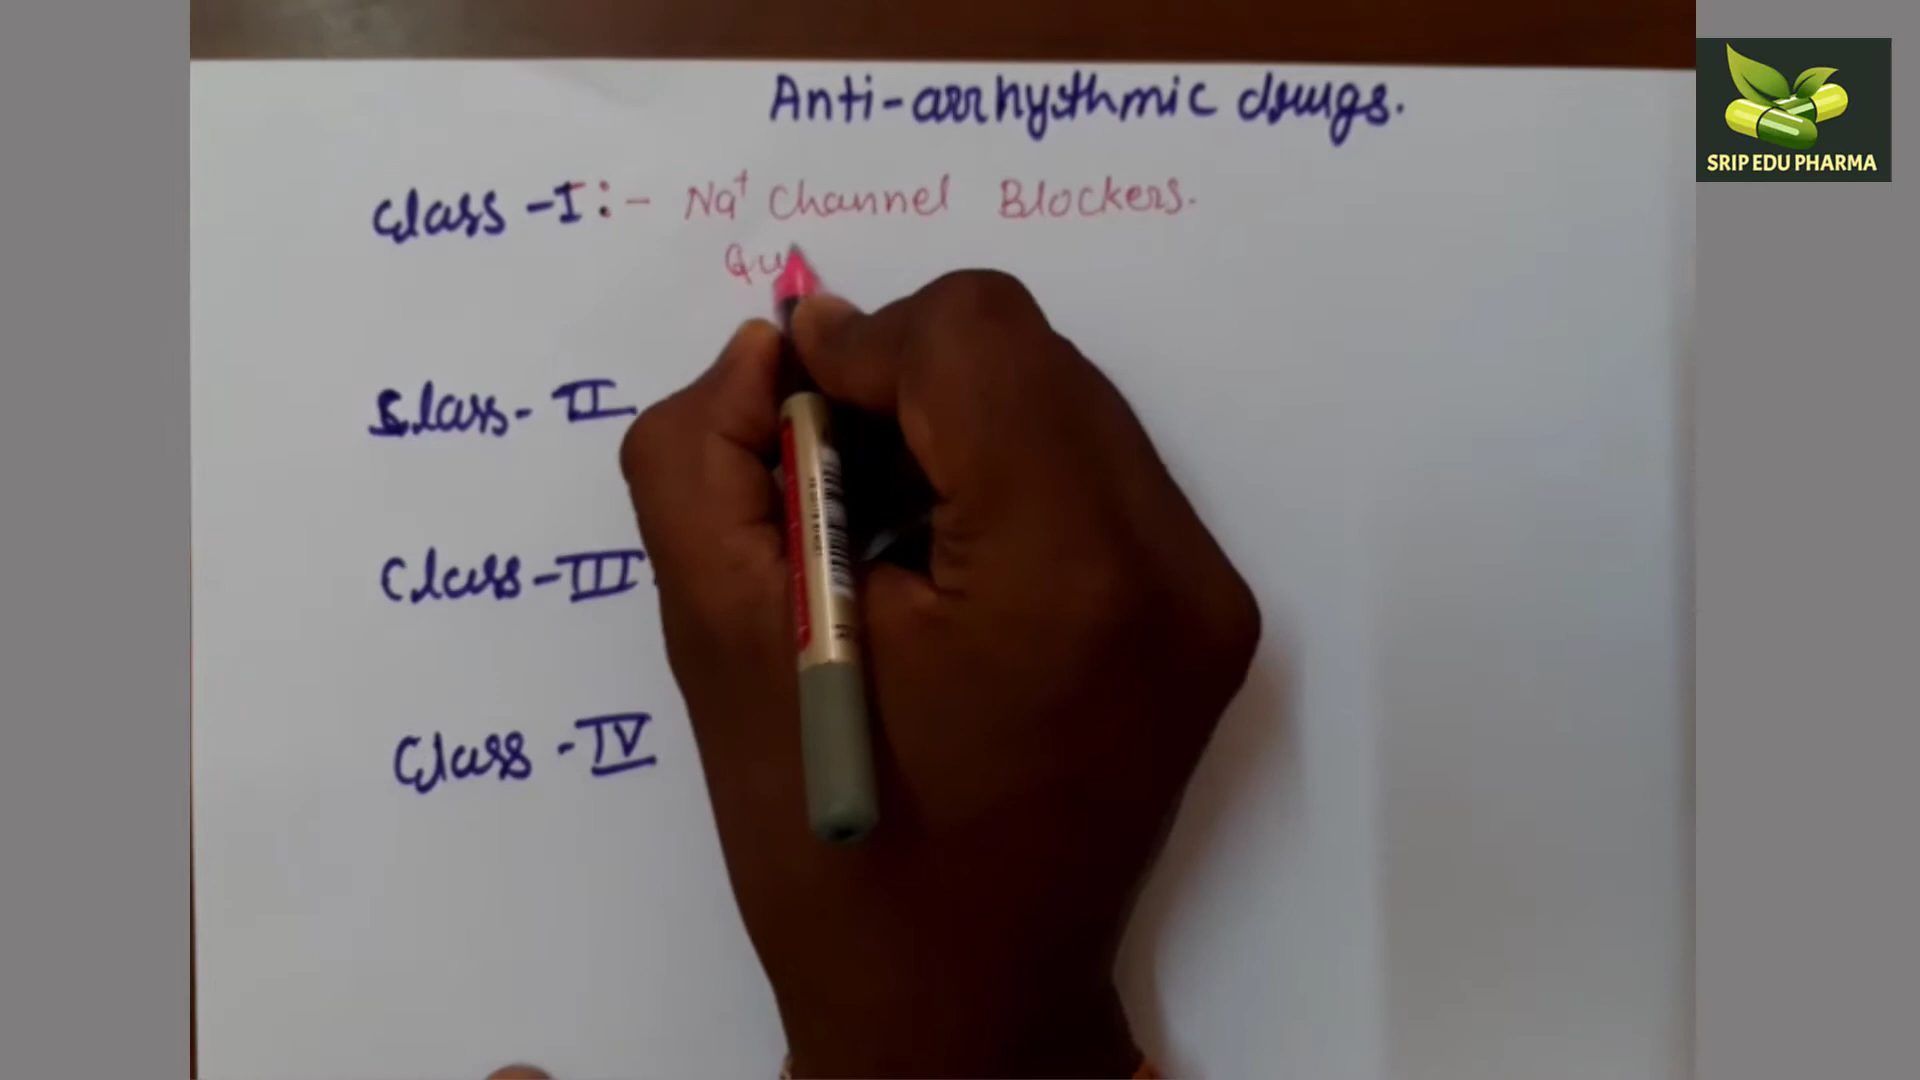 Anti-arrhythmic drugs.
SRIP EDU PHARMA
Class -I :- Na+ Channel Blockers.
Qu
Class - II
Class - III
Class - IV